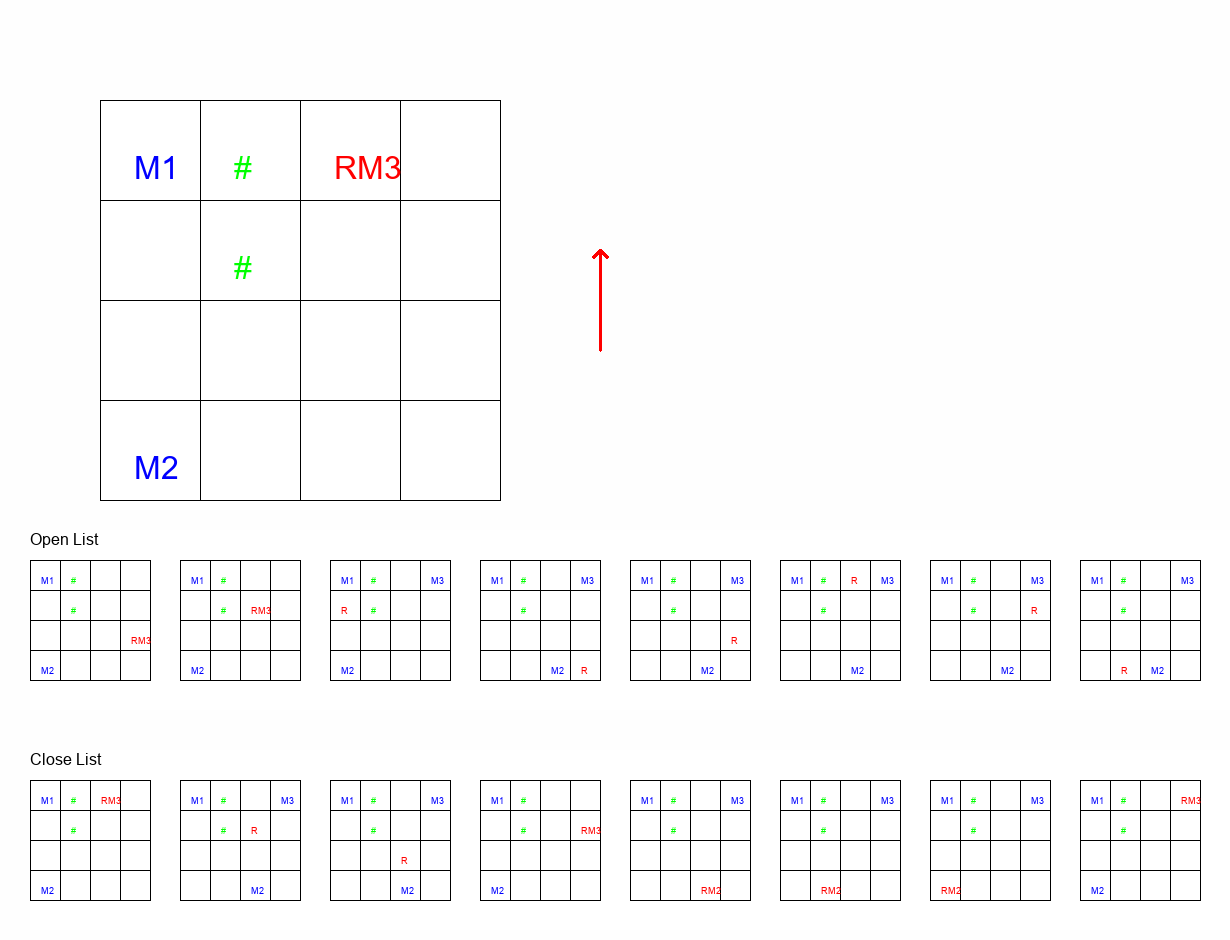 M1 # RM3
#
M2
Open List
M1 # M1 # M1 # M3 M1 # M3 M1 # M3 M1 # R M3 M1 # M3 M1 # M3
# # RM3 R # # # # # R #
RM3 R
M2 M2 M2 M2 R M2 M2 M2 R M2
Close List
M1 # RM3 M1 # M3 M1 # M3 M1 # M1 # M3 M1 # M3 M1 # M3 M1 # RM3
# # R # # RM3 # # # #
R
M2 M2 M2 M2 RM2 RM2 RM2 M2